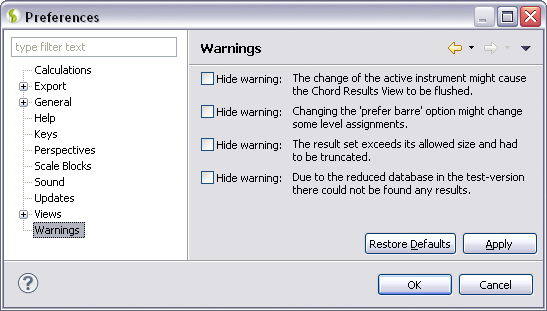 Preferences
type filter text
Calculations
Export
General
Help
Keys
Perspectives
Scale Blocks
Sound
Updates
Views
Warnings
Warnings
Hide warning: The change of the active instrument might cause
the Chord Results View to be flushed.
Hide warning: Changing the 'prefer barre' option might change
some level assignments.
Hide warning: The result set exceeds its allowed size and had
to be truncated.
Hide warning: Due to the reduced database in the test-version
there could not be found any results.
Restore Defaults Apply
? OK Cancel